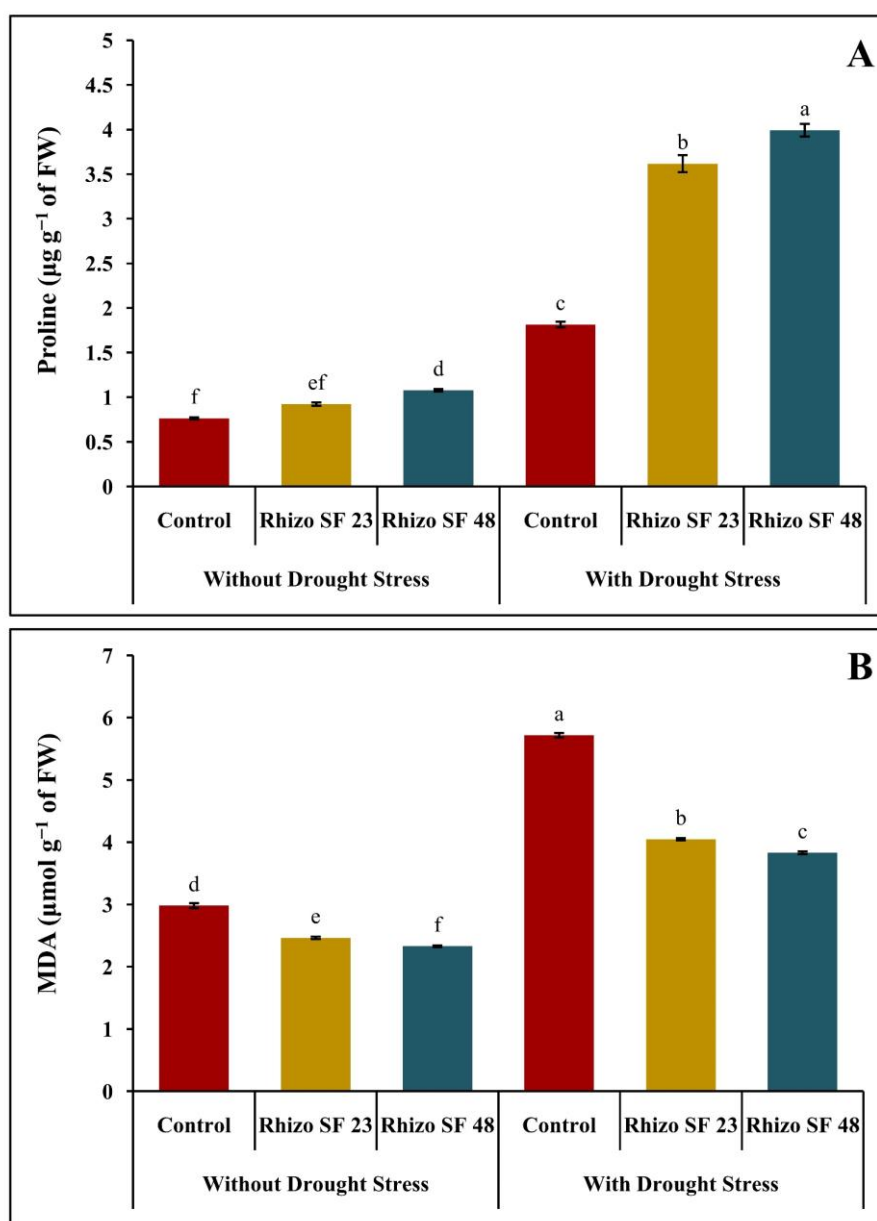 A
Proline (µg g⁻¹ of FW)
5
4.5
4
3.5
3
2.5
2
1.5
1
0.5
0
f
ef
d
c
b
a
Control
Rhizo SF 23
Rhizo SF 48
Control
Rhizo SF 23
Rhizo SF 48
Without Drought Stress
With Drought Stress
B
MDA (µmol g⁻¹ of FW)
7
6
5
4
3
2
1
0
d
e
f
a
b
c
Control
Rhizo SF 23
Rhizo SF 48
Control
Rhizo SF 23
Rhizo SF 48
Without Drought Stress
With Drought Stress